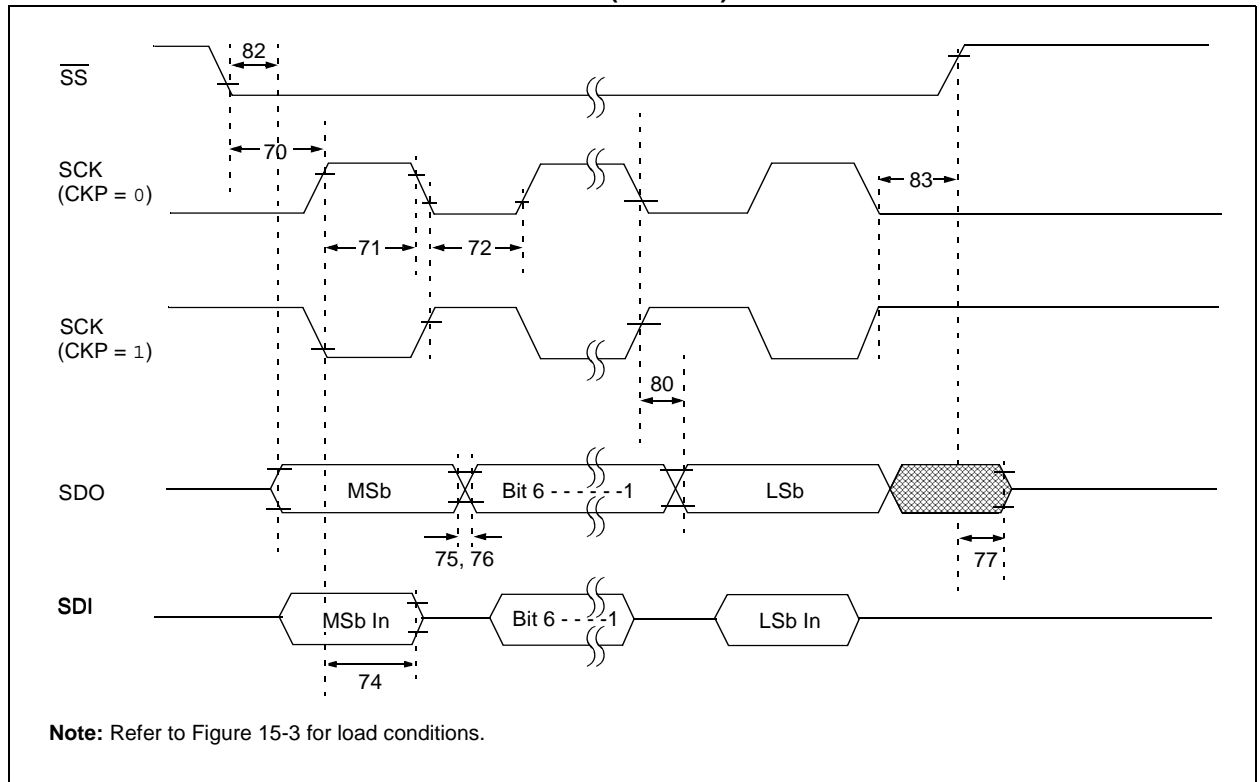 82
SS
70
SCK
(CKP = 0)
83
71
72
SCK
(CKP = 1)
80
SDO
MSb
Bit 6 - - - - - -1
LSb
75, 76
77
SDI
MSb In
Bit 6 - - - -1
LSb In
74
Note: Refer to Figure 15-3 for load conditions.